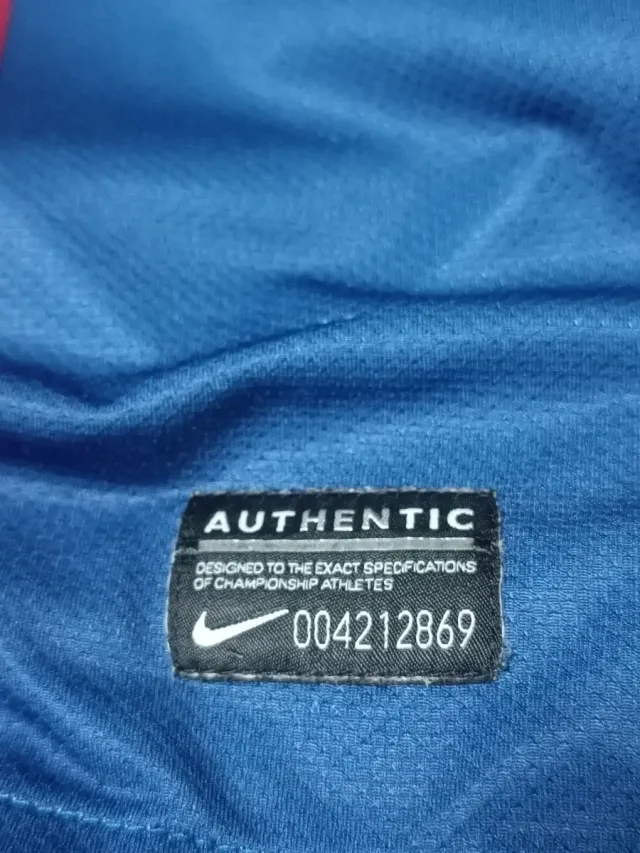 AUTHENTIC
DESIGNED TO THE EXACT SPECIFICATIONS
OF CHAMPIONSHIP ATHLETES
004212869